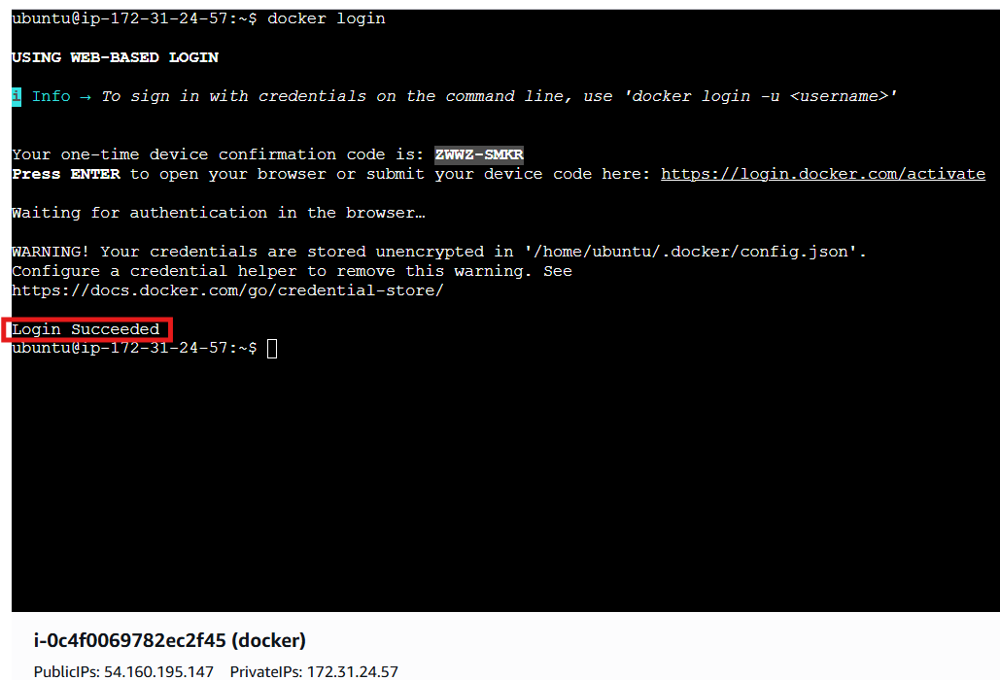 ubuntu@ip-172-31-24-57:~$ docker login
USING WEB-BASED LOGIN
i Info → To sign in with credentials on the command line, use 'docker login -u <username>'
Your one-time device confirmation code is: ZWWZ-SMKR
Press ENTER to open your browser or submit your device code here: https://login.docker.com/activate
Waiting for authentication in the browser…
WARNING! Your credentials are stored unencrypted in '/home/ubuntu/.docker/config.json'.
Configure a credential helper to remove this warning. See
https://docs.docker.com/go/credential-store/
Login Succeeded
ubuntu@ip-172-31-24-57:~$
i-0c4f0069782ec2f45 (docker)
PublicIPs: 54.160.195.147 PrivateIPs: 172.31.24.57